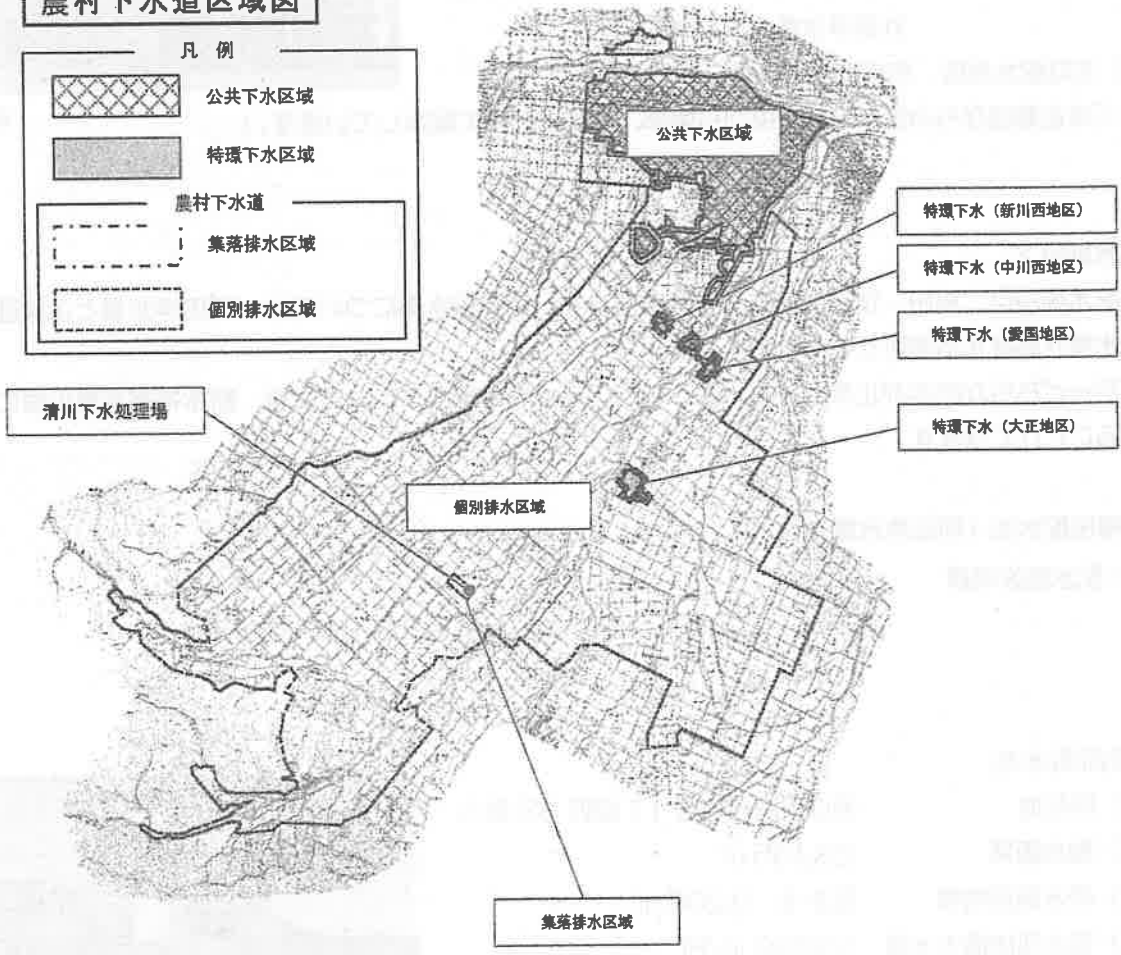 農村下水道区域図
凡 例
公共下水区域
特環下水区域
農村下水道
集落排水区域
個別排水区域
公共下水区域
特環下水（新川西地区）
特環下水（中川西地区）
特環下水（愛国地区）
特環下水（大正地区）
清川下水処理場
個別排水区域
集落排水区域